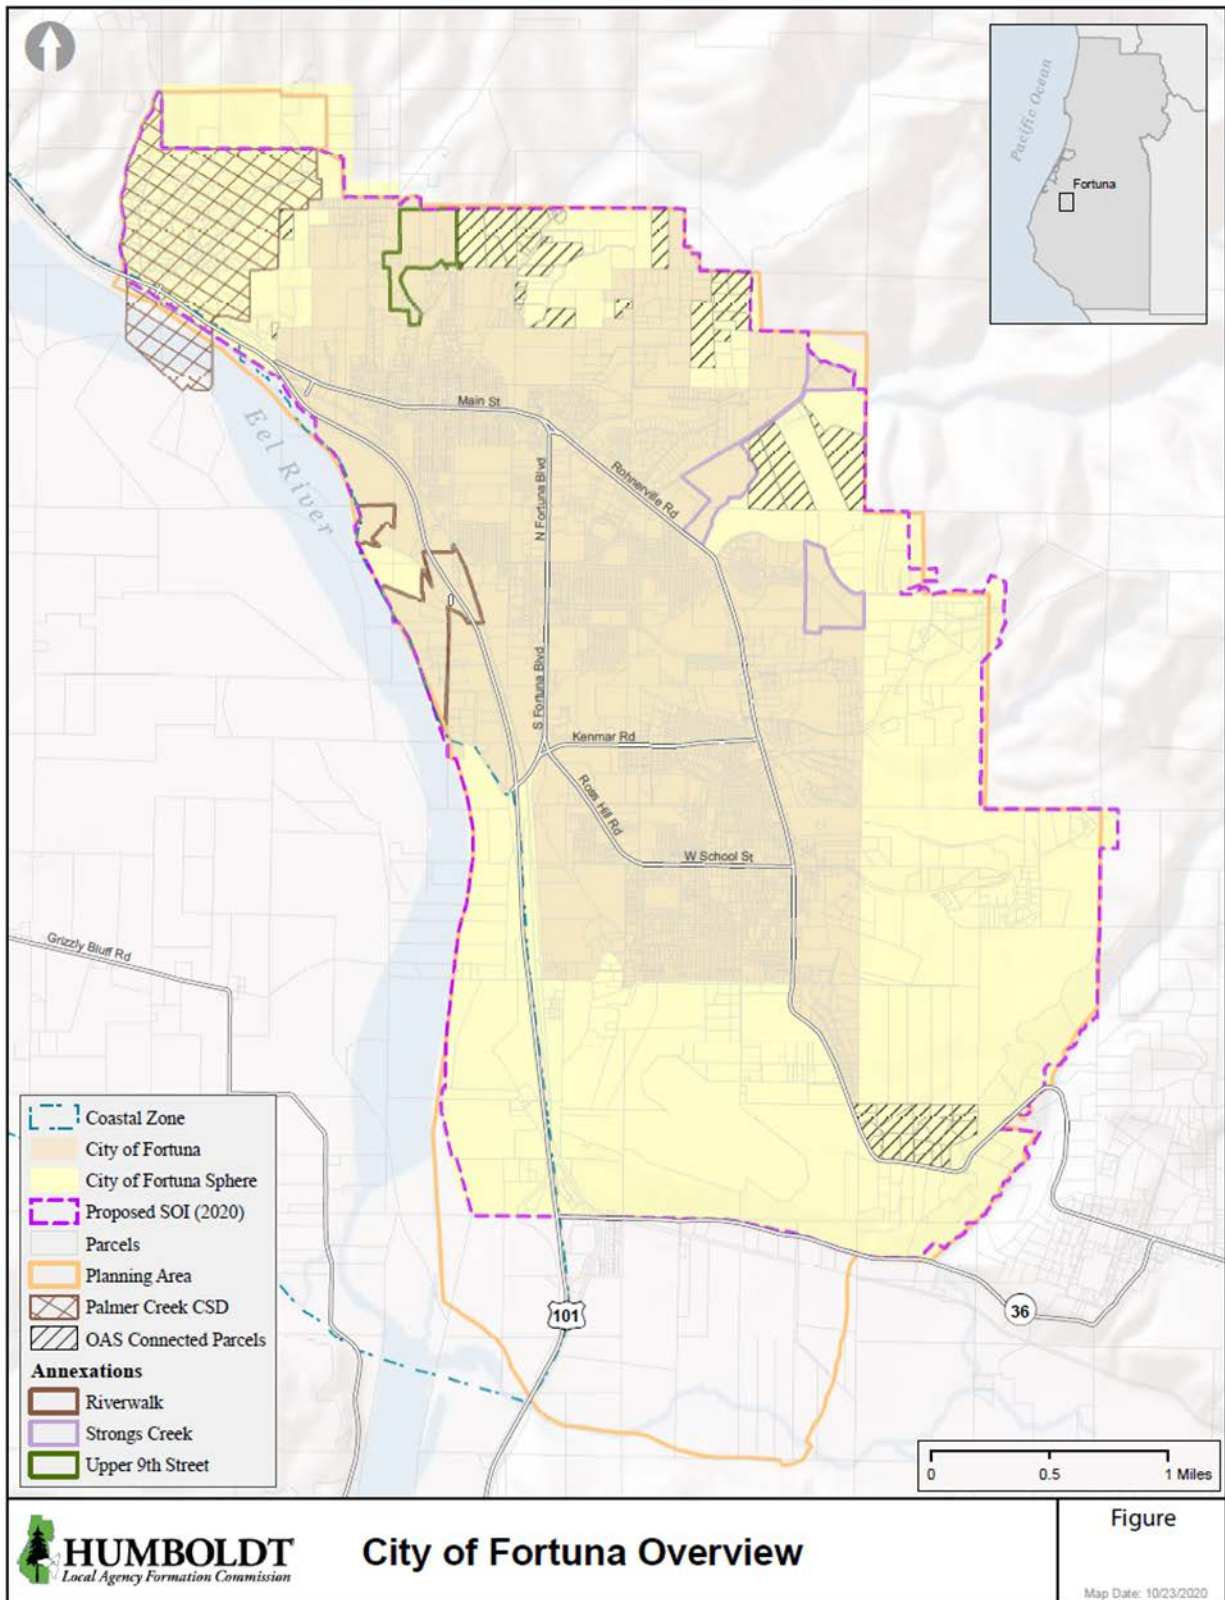 Pacific Ocean
Fortuna
Main St
Eel River
N Fortuna Blvd
Rohnerville Rd
S Fortuna Blvd
Kenmar Rd
Ross Hill Rd
W School St
Grizzly Bluff Rd
101
36
Coastal Zone
City of Fortuna
City of Fortuna Sphere
Proposed SOI (2020)
Parcels
Planning Area
Palmer Creek CSD
OAS Connected Parcels
Annexations
Riverwalk
Strongs Creek
Upper 9th Street
0 0.5 1 Miles
HUMBOLDT
Local Agency Formation Commission
City of Fortuna Overview
Figure
Map Date: 10/23/2020